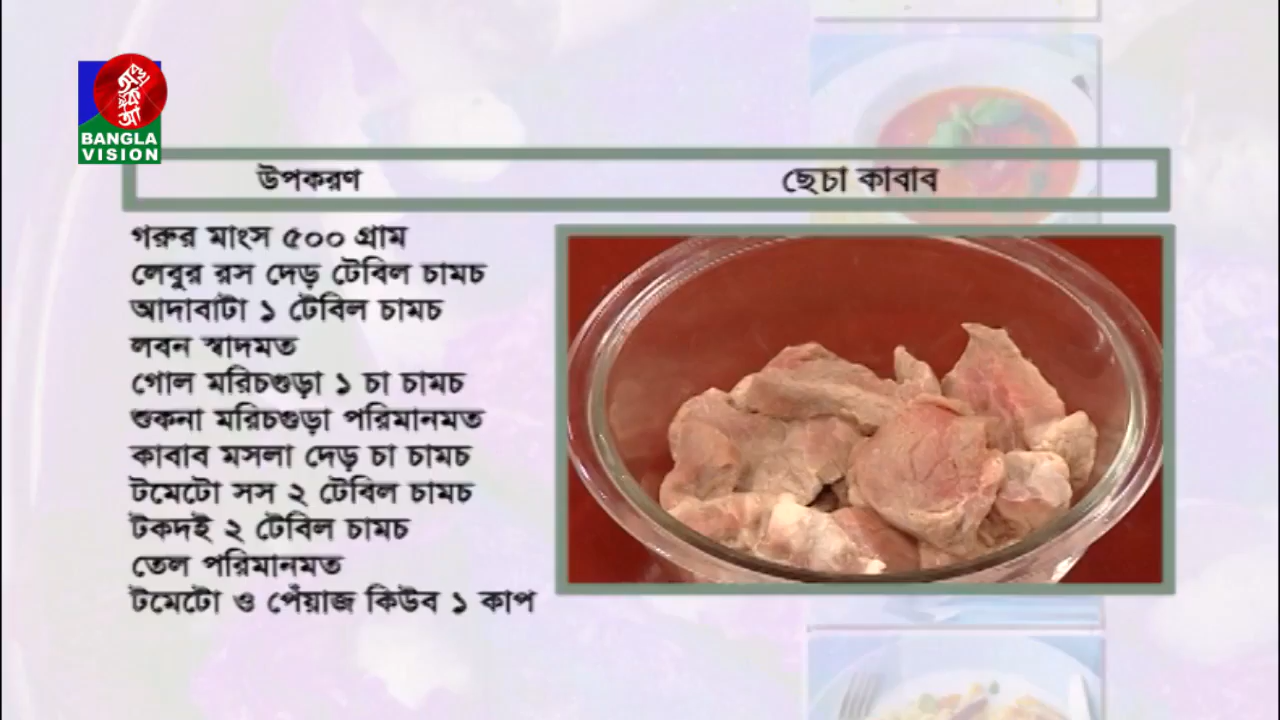 BANGLA
VISION
উপকরণ
ছেচা কাবাব
গরুর মাংস ৫০০ গ্রাম
লেবুর রস দেড় টেবিল চামচ
আদাবাটা ১ টেবিল চামচ
লবন স্বাদমত
গোল মরিচগুড়া ১ চা চামচ
শুকনা মরিচগুড়া পরিমানমত
কাবাব মসলা দেড় চা চামচ
টমেটো সস ২ টেবিল চামচ
টকদই ২ টেবিল চামচ
তেল পরিমানমত
টমেটো ও পেঁয়াজ কিউব ১ কাপ